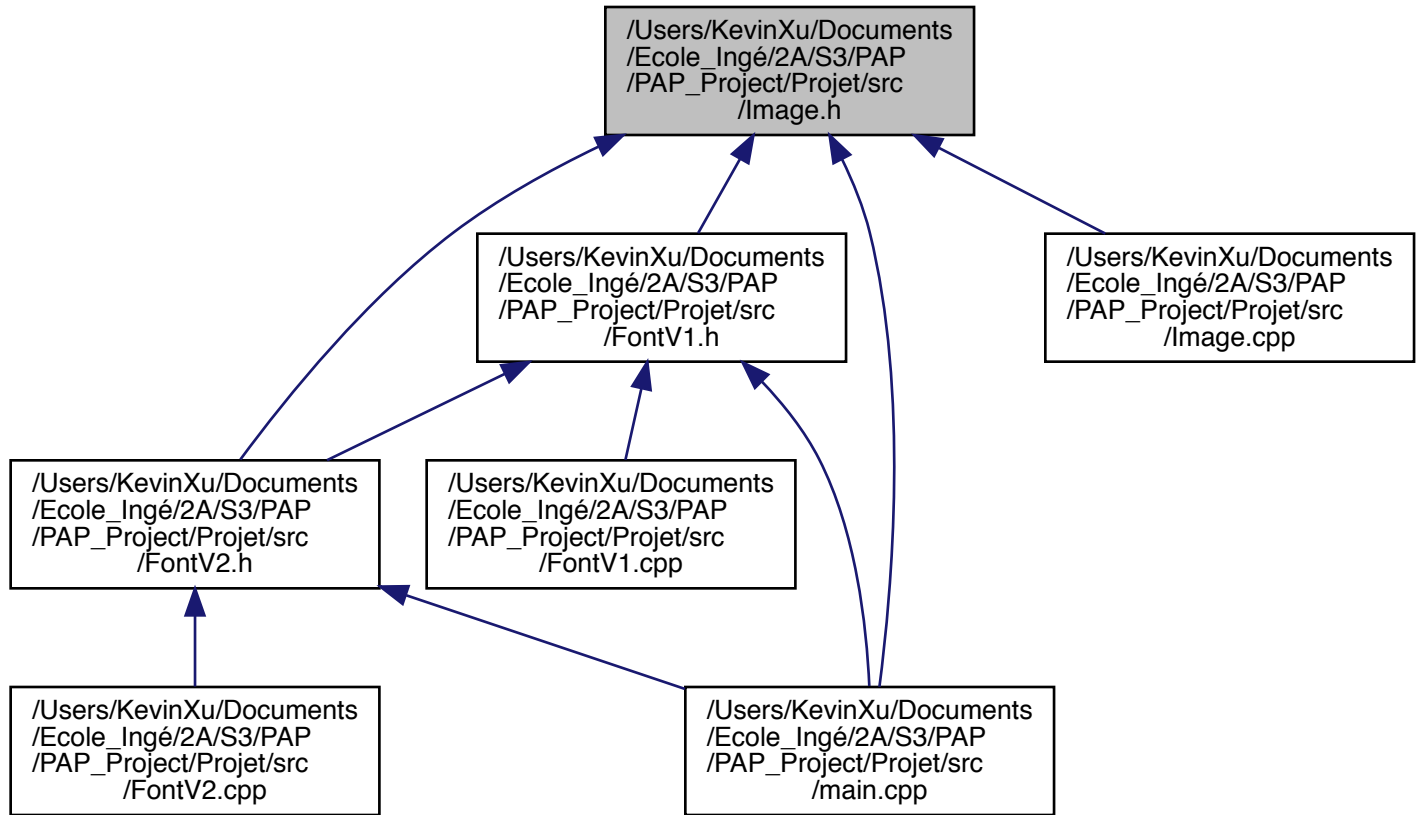 /Users/KevinXu/Documents
/Ecole_Ingé/2A/S3/PAP
/PAP_Project/Projet/src
/Image.h
/Users/KevinXu/Documents
/Ecole_Ingé/2A/S3/PAP
/PAP_Project/Projet/src
/FontV1.h
/Users/KevinXu/Documents
/Ecole_Ingé/2A/S3/PAP
/PAP_Project/Projet/src
/Image.cpp
/Users/KevinXu/Documents
/Ecole_Ingé/2A/S3/PAP
/PAP_Project/Projet/src
/FontV2.h
/Users/KevinXu/Documents
/Ecole_Ingé/2A/S3/PAP
/PAP_Project/Projet/src
/FontV1.cpp
/Users/KevinXu/Documents
/Ecole_Ingé/2A/S3/PAP
/PAP_Project/Projet/src
/FontV2.cpp
/Users/KevinXu/Documents
/Ecole_Ingé/2A/S3/PAP
/PAP_Project/Projet/src
/main.cpp